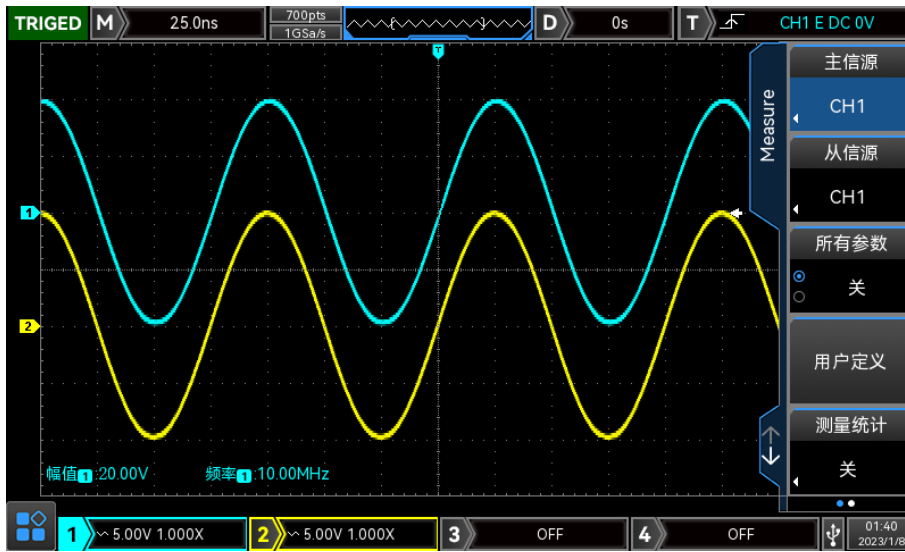 TRIGED M 25.0ns 700pts 1GSa/s D 0s T CH1 E DC 0V
T
Measure
主信源
CH1
从信源
CH1
所有参数
关
用户定义
测量统计
关
1
2
幅值1:20.00V 频率1:10.00MHz
1 5.00V 1.000X 2 5.00V 1.000X 3 OFF 4 OFF 01:40
2023/1/8